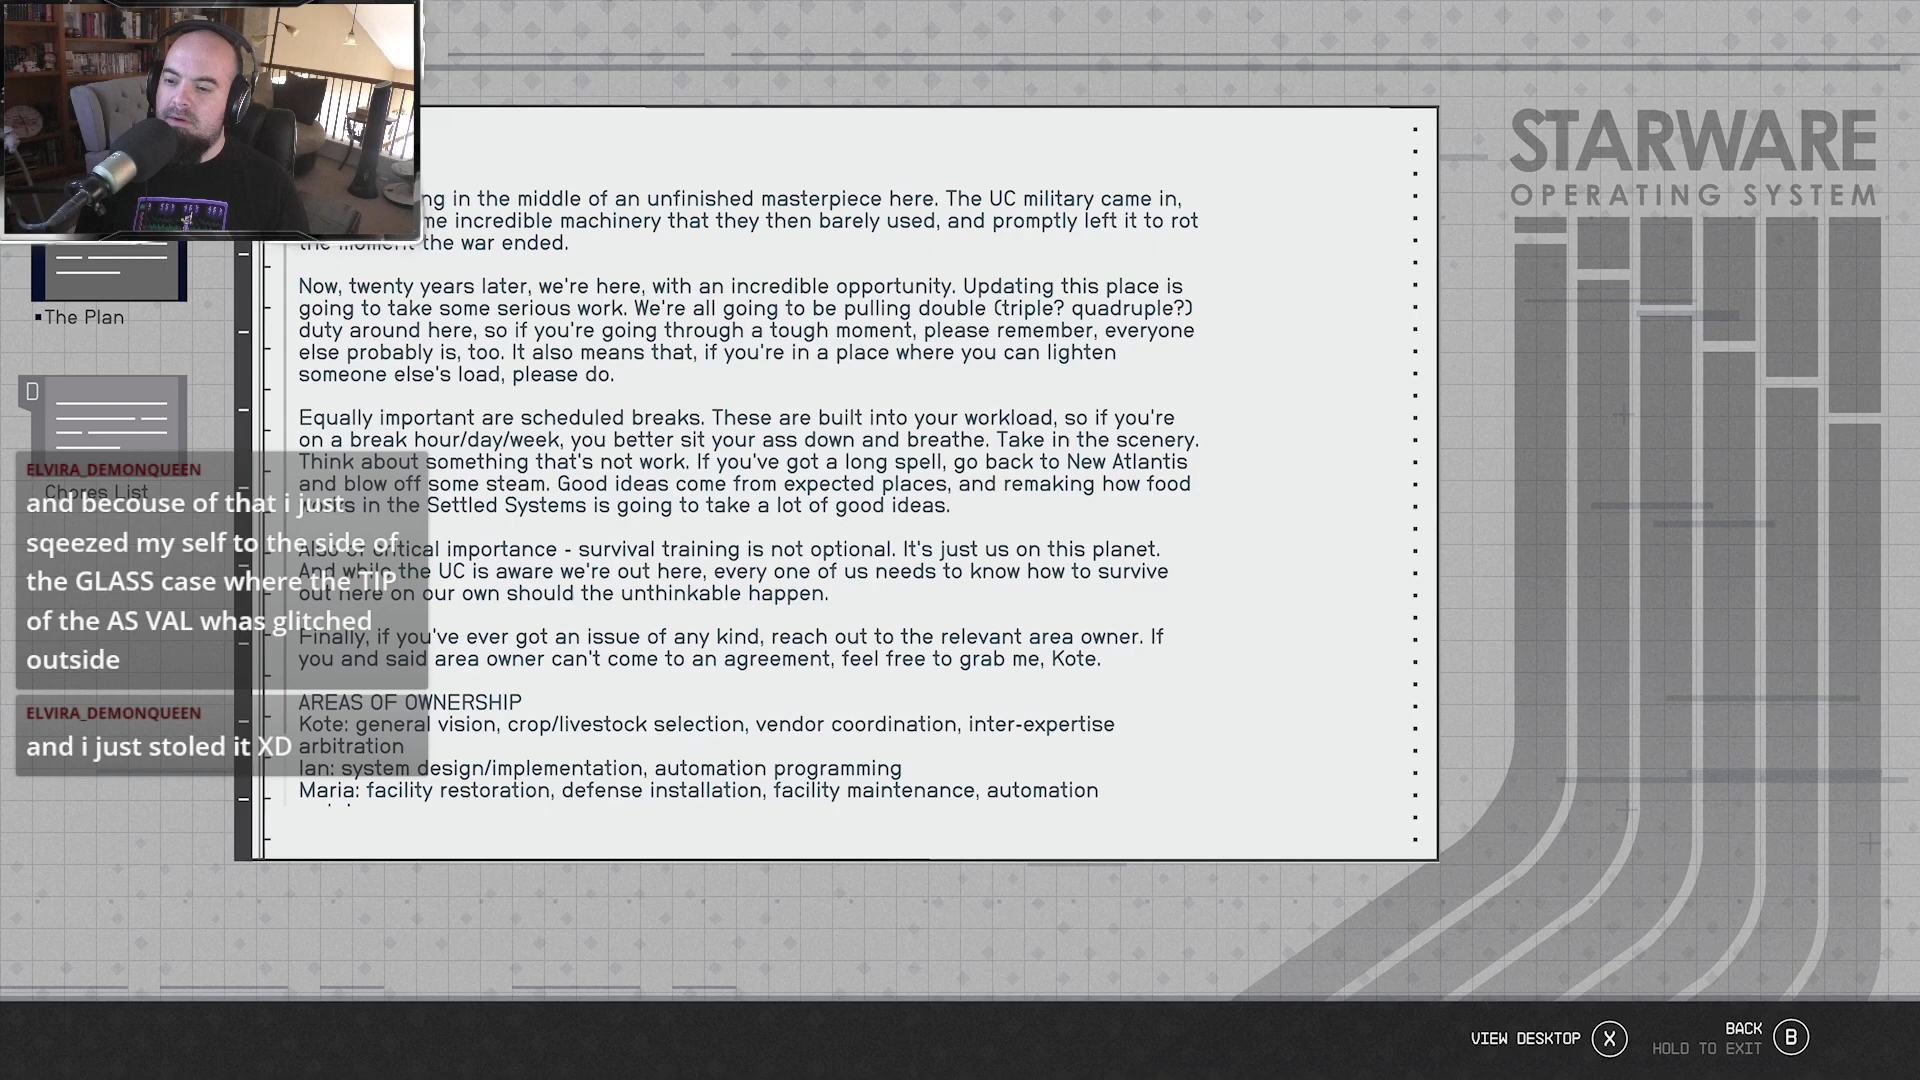 STARWARE
OPERATING SYSTEM
ng in the middle of an unfinished masterpiece here. The UC military came in,
me incredible machinery that they then barely used, and promptly left it to rot
the moment the war ended.
Now, twenty years later, we're here, with an incredible opportunity. Updating this place is
going to take some serious work. We're all going to be pulling double (triple? quadruple?)
duty around here, so if you're going through a tough moment, please remember, everyone
else probably is, too. It also means that, if you're in a place where you can lighten
someone else's load, please do.
Equally important are scheduled breaks. These are built into your workload, so if you're
on a break hour/day/week, you better sit your ass down and breathe. Take in the scenery.
Think about something that's not work. If you've got a long spell, go back to New Atlantis
and blow off some steam. Good ideas come from expected places, and remaking how food
works in the Settled Systems is going to take a lot of good ideas.
Also of critical importance - survival training is not optional. It's just us on this planet.
And while the UC is aware we're out here, every one of us needs to know how to survive
out here on our own should the unthinkable happen.
Finally, if you've ever got an issue of any kind, reach out to the relevant area owner. If
you and said area owner can't come to an agreement, feel free to grab me, Kote.
AREAS OF OWNERSHIP
Kote: general vision, crop/livestock selection, vendor coordination, inter-expertise
arbitration
Ian: system design/implementation, automation programming
Maria: facility restoration, defense installation, facility maintenance, automation
The Plan
D
Chores List
ELVIRA_DEMONQUEEN
and becouse of that i just
sqeezed my self to the side of
the GLASS case where the TIP
of the AS VAL whas glitched
outside
ELVIRA_DEMONQUEEN
and i just stoled it XD
VIEW DESKTOP X
BACK B
HOLD TO EXIT